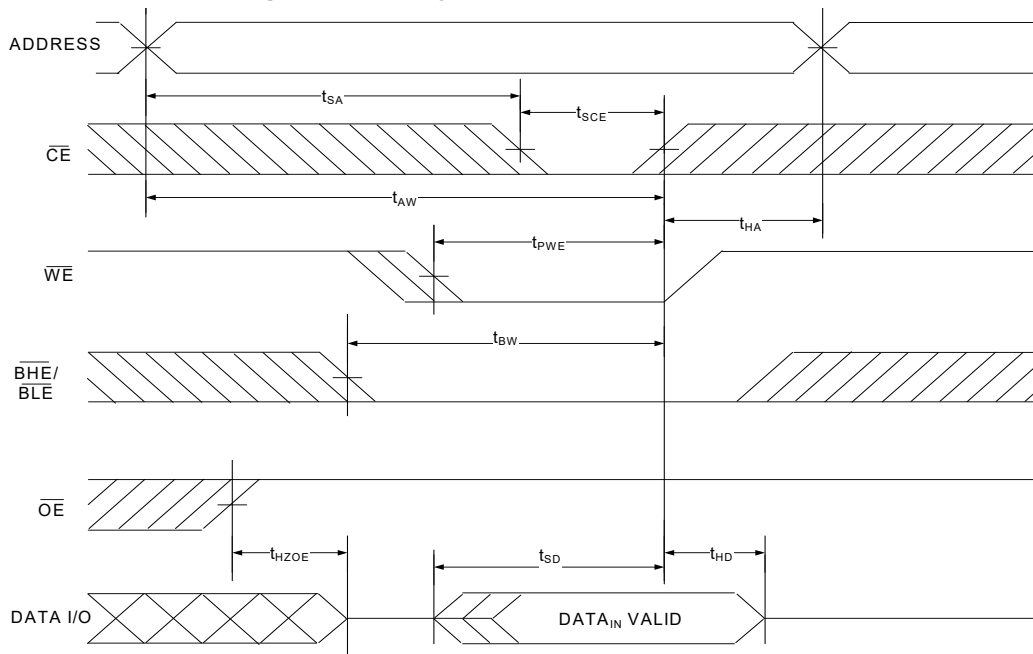 ADDRESS
tSA
tSCE
CE
tAW
tHA
tPWE
WE
tBW
BHE/
BLE
OE
tHZOE
tSD
tHD
DATA I/O
DATAIN VALID